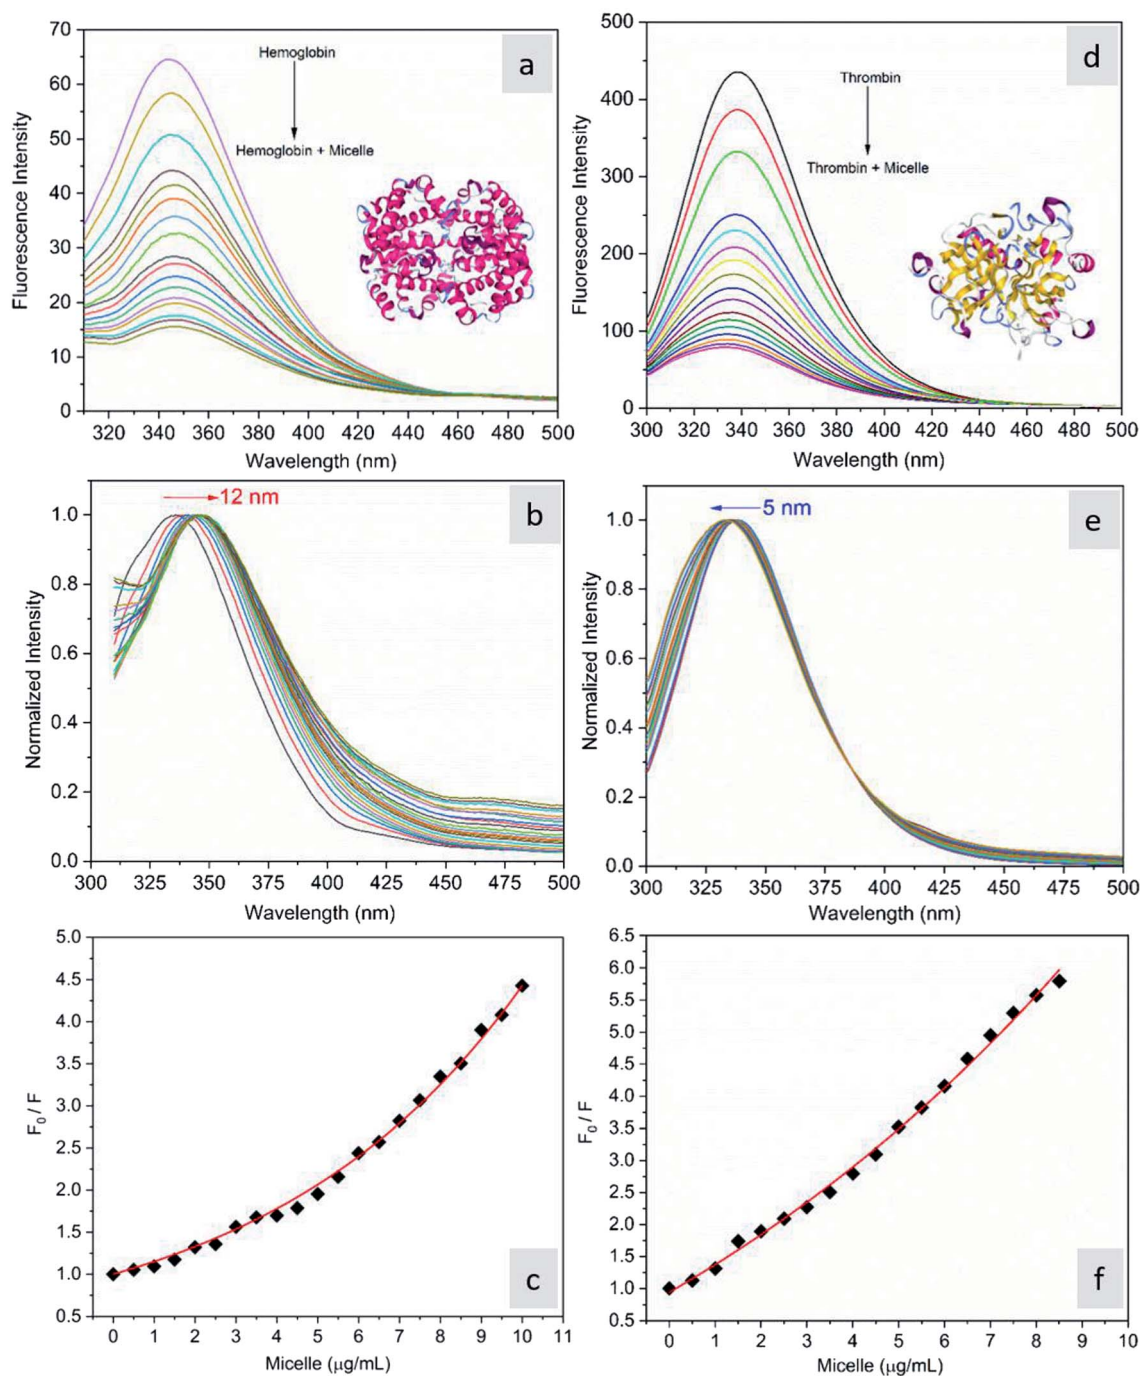 70
60
50
40
30
20
10
0
Fluorescence Intensity
Hemoglobin
Hemoglobin + Micelle
a
320 340 360 380 400 420 440 460 480 500
Wavelength (nm)
500
400
300
200
100
0
Fluorescence Intensity
Thrombin
Thrombin + Micelle
d
300 320 340 360 380 400 420 440 460 480 500
Wavelength (nm)
1.0
0.8
0.6
0.4
0.2
0.0
Normalized Intensity
12 nm
b
300 325 350 375 400 425 450 475 500
Wavelength (nm)
1.0
0.8
0.6
0.4
0.2
0.0
Normalized Intensity
5 nm
e
300 325 350 375 400 425 450 475 500
Wavelength (nm)
5.0
4.5
4.0
3.5
3.0
2.5
2.0
1.5
1.0
0.5
F₀ / F
c
0 1 2 3 4 5 6 7 8 9 10 11
Micelle (μg/mL)
6.5
6.0
5.5
5.0
4.5
4.0
3.5
3.0
2.5
2.0
1.5
1.0
0.5
F₀ / F
f
0 1 2 3 4 5 6 7 8 9 10
Micelle (μg/mL)